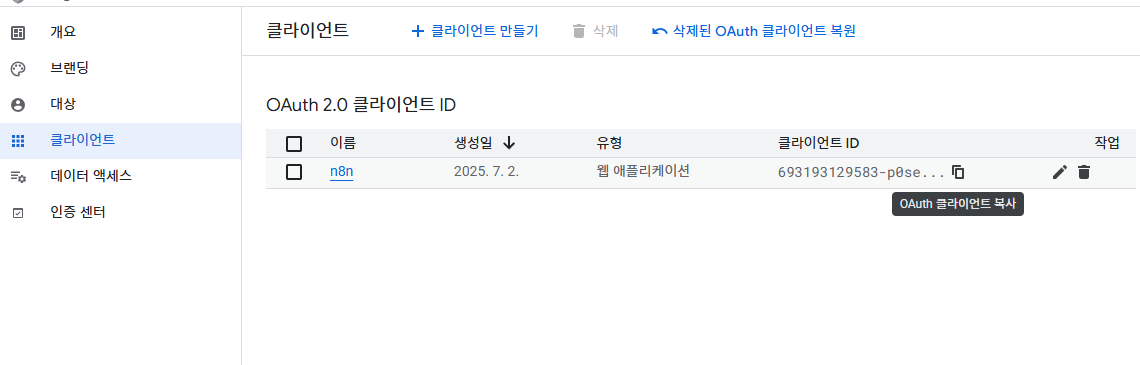 개요
브랜딩
대상
클라이언트
데이터 액세스
인증 센터
클라이언트 클라이언트 만들기 삭제 삭제된 OAuth 클라이언트 복원
OAuth 2.0 클라이언트 ID
이름 생성일 유형 클라이언트 ID 작업
n8n 2025. 7. 2. 웹 애플리케이션 693193129583-p0se...
OAuth 클라이언트 복사